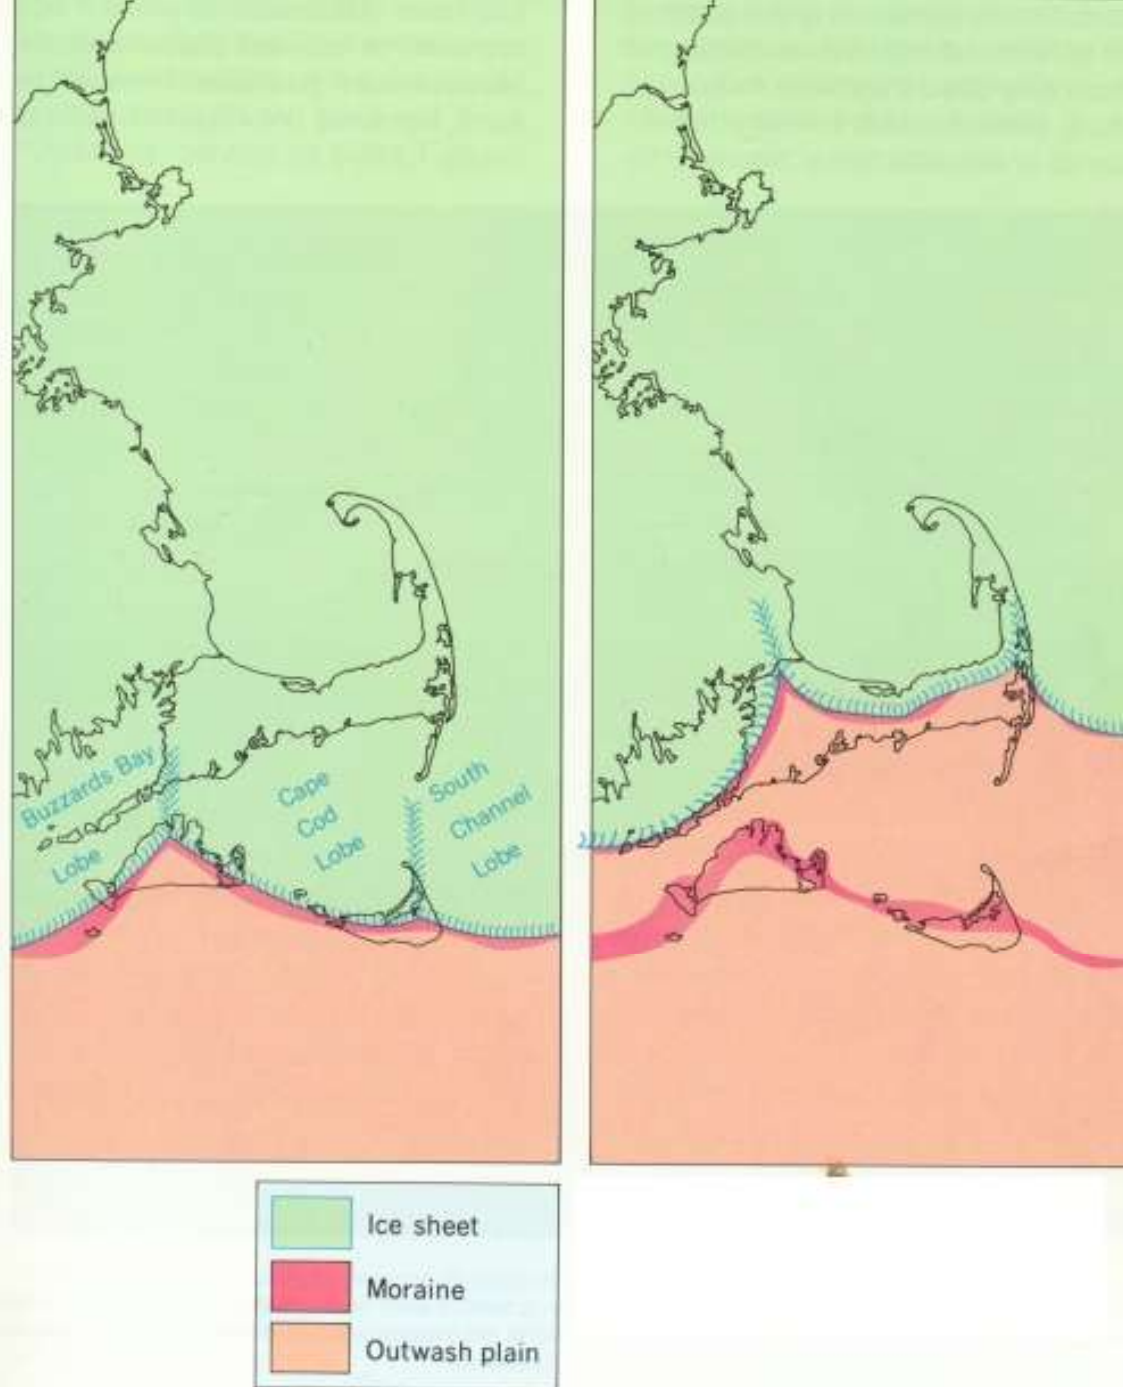 Buzzards Bay
Lobe
Cape
Cod
Lobe
South
Channel
Lobe
Ice sheet
Moraine
Outwash plain